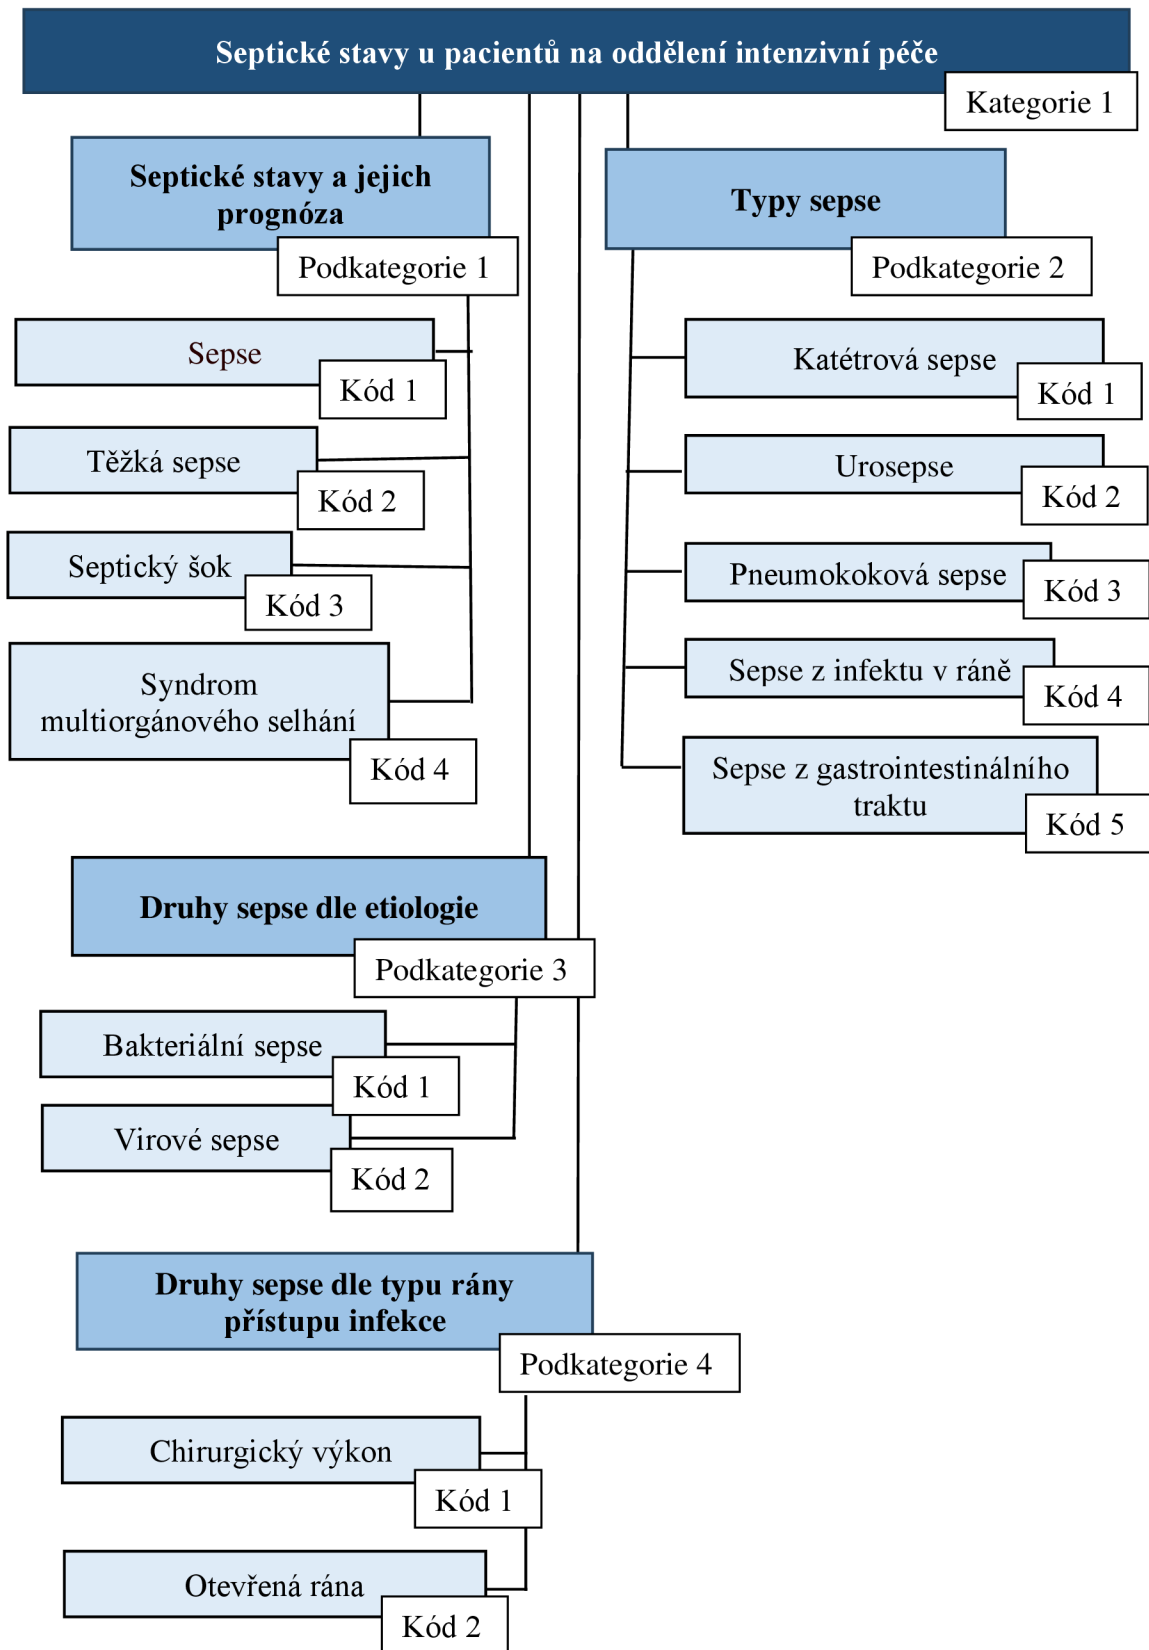 Septické stavy u pacientů na oddělení intenzivní péče
Kategorie 1
Septické stavy a jejich
prognóza
Podkategorie 1
Sepse
Kód 1
Těžká sepse
Kód 2
Septický šok
Kód 3
Syndrom
multiorgánového selhání
Kód 4
Typy sepse
Podkategorie 2
Katétrová sepse
Kód 1
Urosepse
Kód 2
Pneumokoková sepse
Kód 3
Sepse z infektu v ráně
Kód 4
Sepse z gastrointestinálního
traktu
Kód 5
Druhy sepse dle etiologie
Podkategorie 3
Bakteriální sepse
Kód 1
Virové sepse
Kód 2
Druhy sepse dle typu rány
přístupu infekce
Podkategorie 4
Chirurgický výkon
Kód 1
Otevřená rána
Kód 2